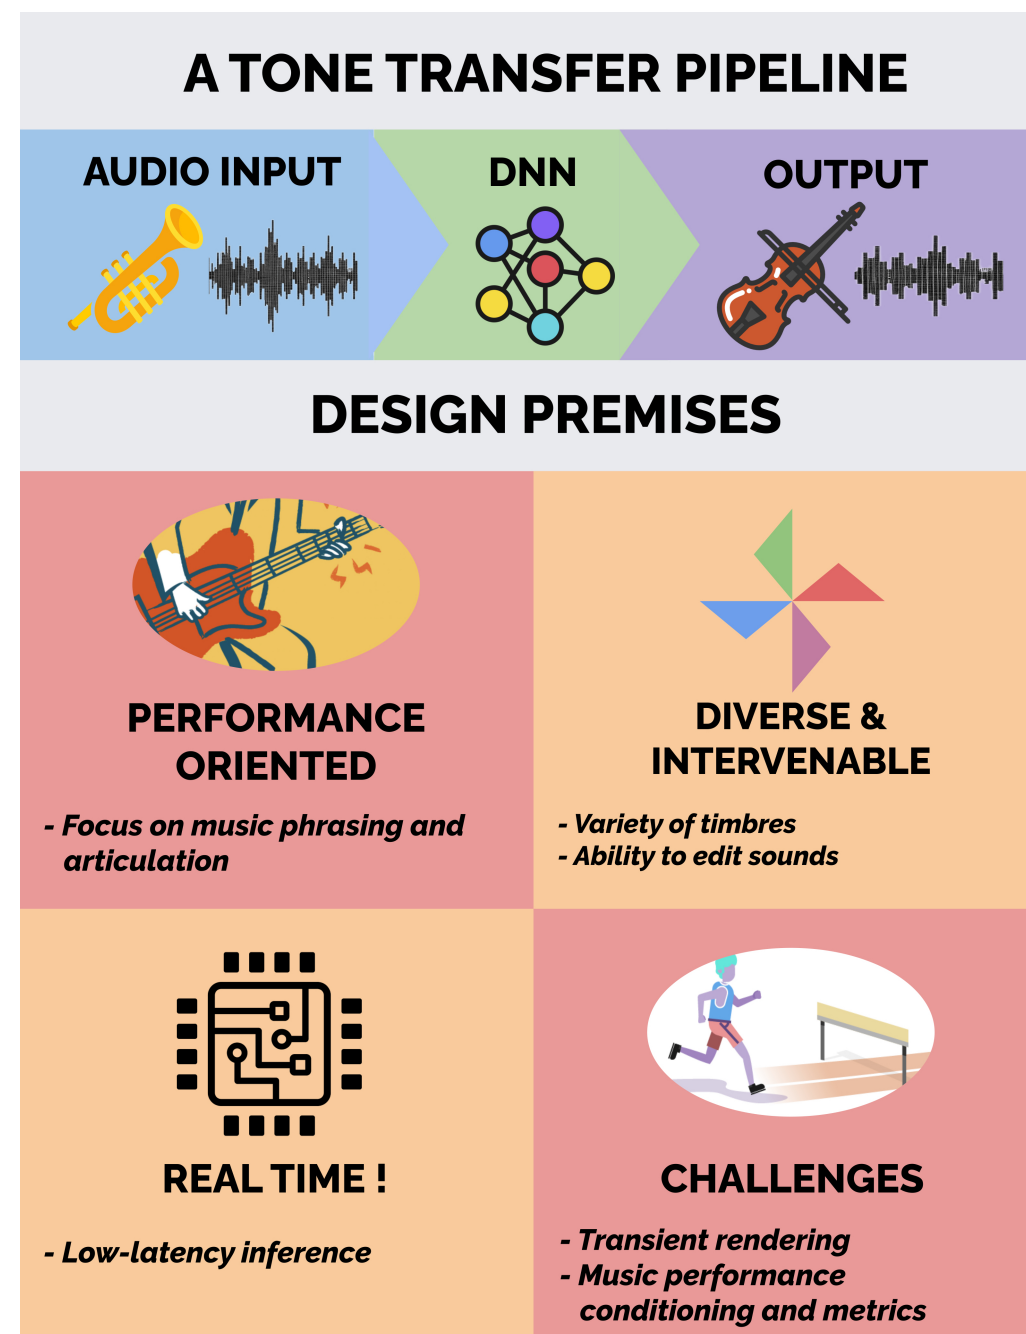 A TONE TRANSFER PIPELINE
AUDIO INPUT
DNN
OUTPUT
DESIGN PREMISES
PERFORMANCE
ORIENTED
- Focus on music phrasing and
articulation
DIVERSE &
INTERVENABLE
- Variety of timbres
- Ability to edit sounds
REAL TIME !
- Low-latency inference
CHALLENGES
- Transient rendering
- Music performance
conditioning and metrics